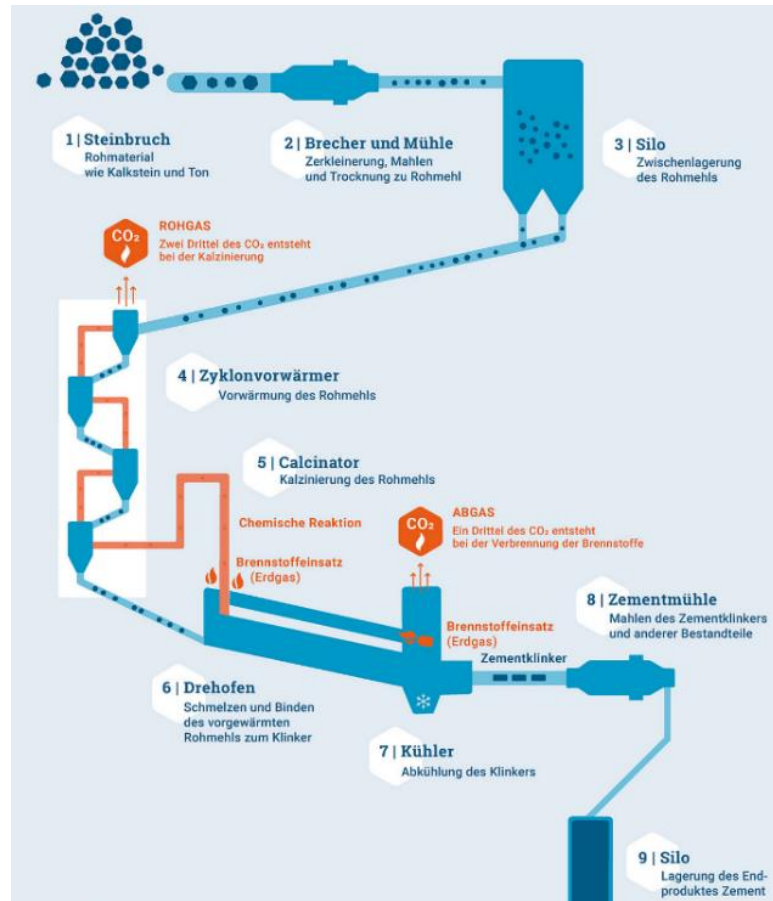 1 | Steinbruch
Rohmaterial
wie Kalkstein und Ton
2 | Brecher und Mühle
Zerkleinerung, Mahlen
und Trocknung zu Rohmehl
3 | Silo
Zwischenlagerung
des Rohmehls
CO₂
ROHGAS
Zwei Drittel des CO₂ entsteht
bei der Kalzinierung
4 | Zyklonvorwärmer
Vorwärmung des Rohmehls
5 | Calcinator
Kalzinierung des Rohmehls
Chemische Reaktion
Brennstoffeinsatz
(Erdgas)
CO₂
ABGAS
Ein Drittel des CO₂ entsteht
bei der Verbrennung der Brennstoffe
Brennstoffeinsatz
(Erdgas)
6 | Drehofen
Schmelzen und Binden
des vorgewärmten
Rohmehls zum Klinker
7 | Kühler
Abkühlung des Klinkers
Zementklinker
8 | Zementmühle
Mahlen des Zementklinkers
und anderer Bestandteile
9 | Silo
Lagerung des End-
produktes Zement